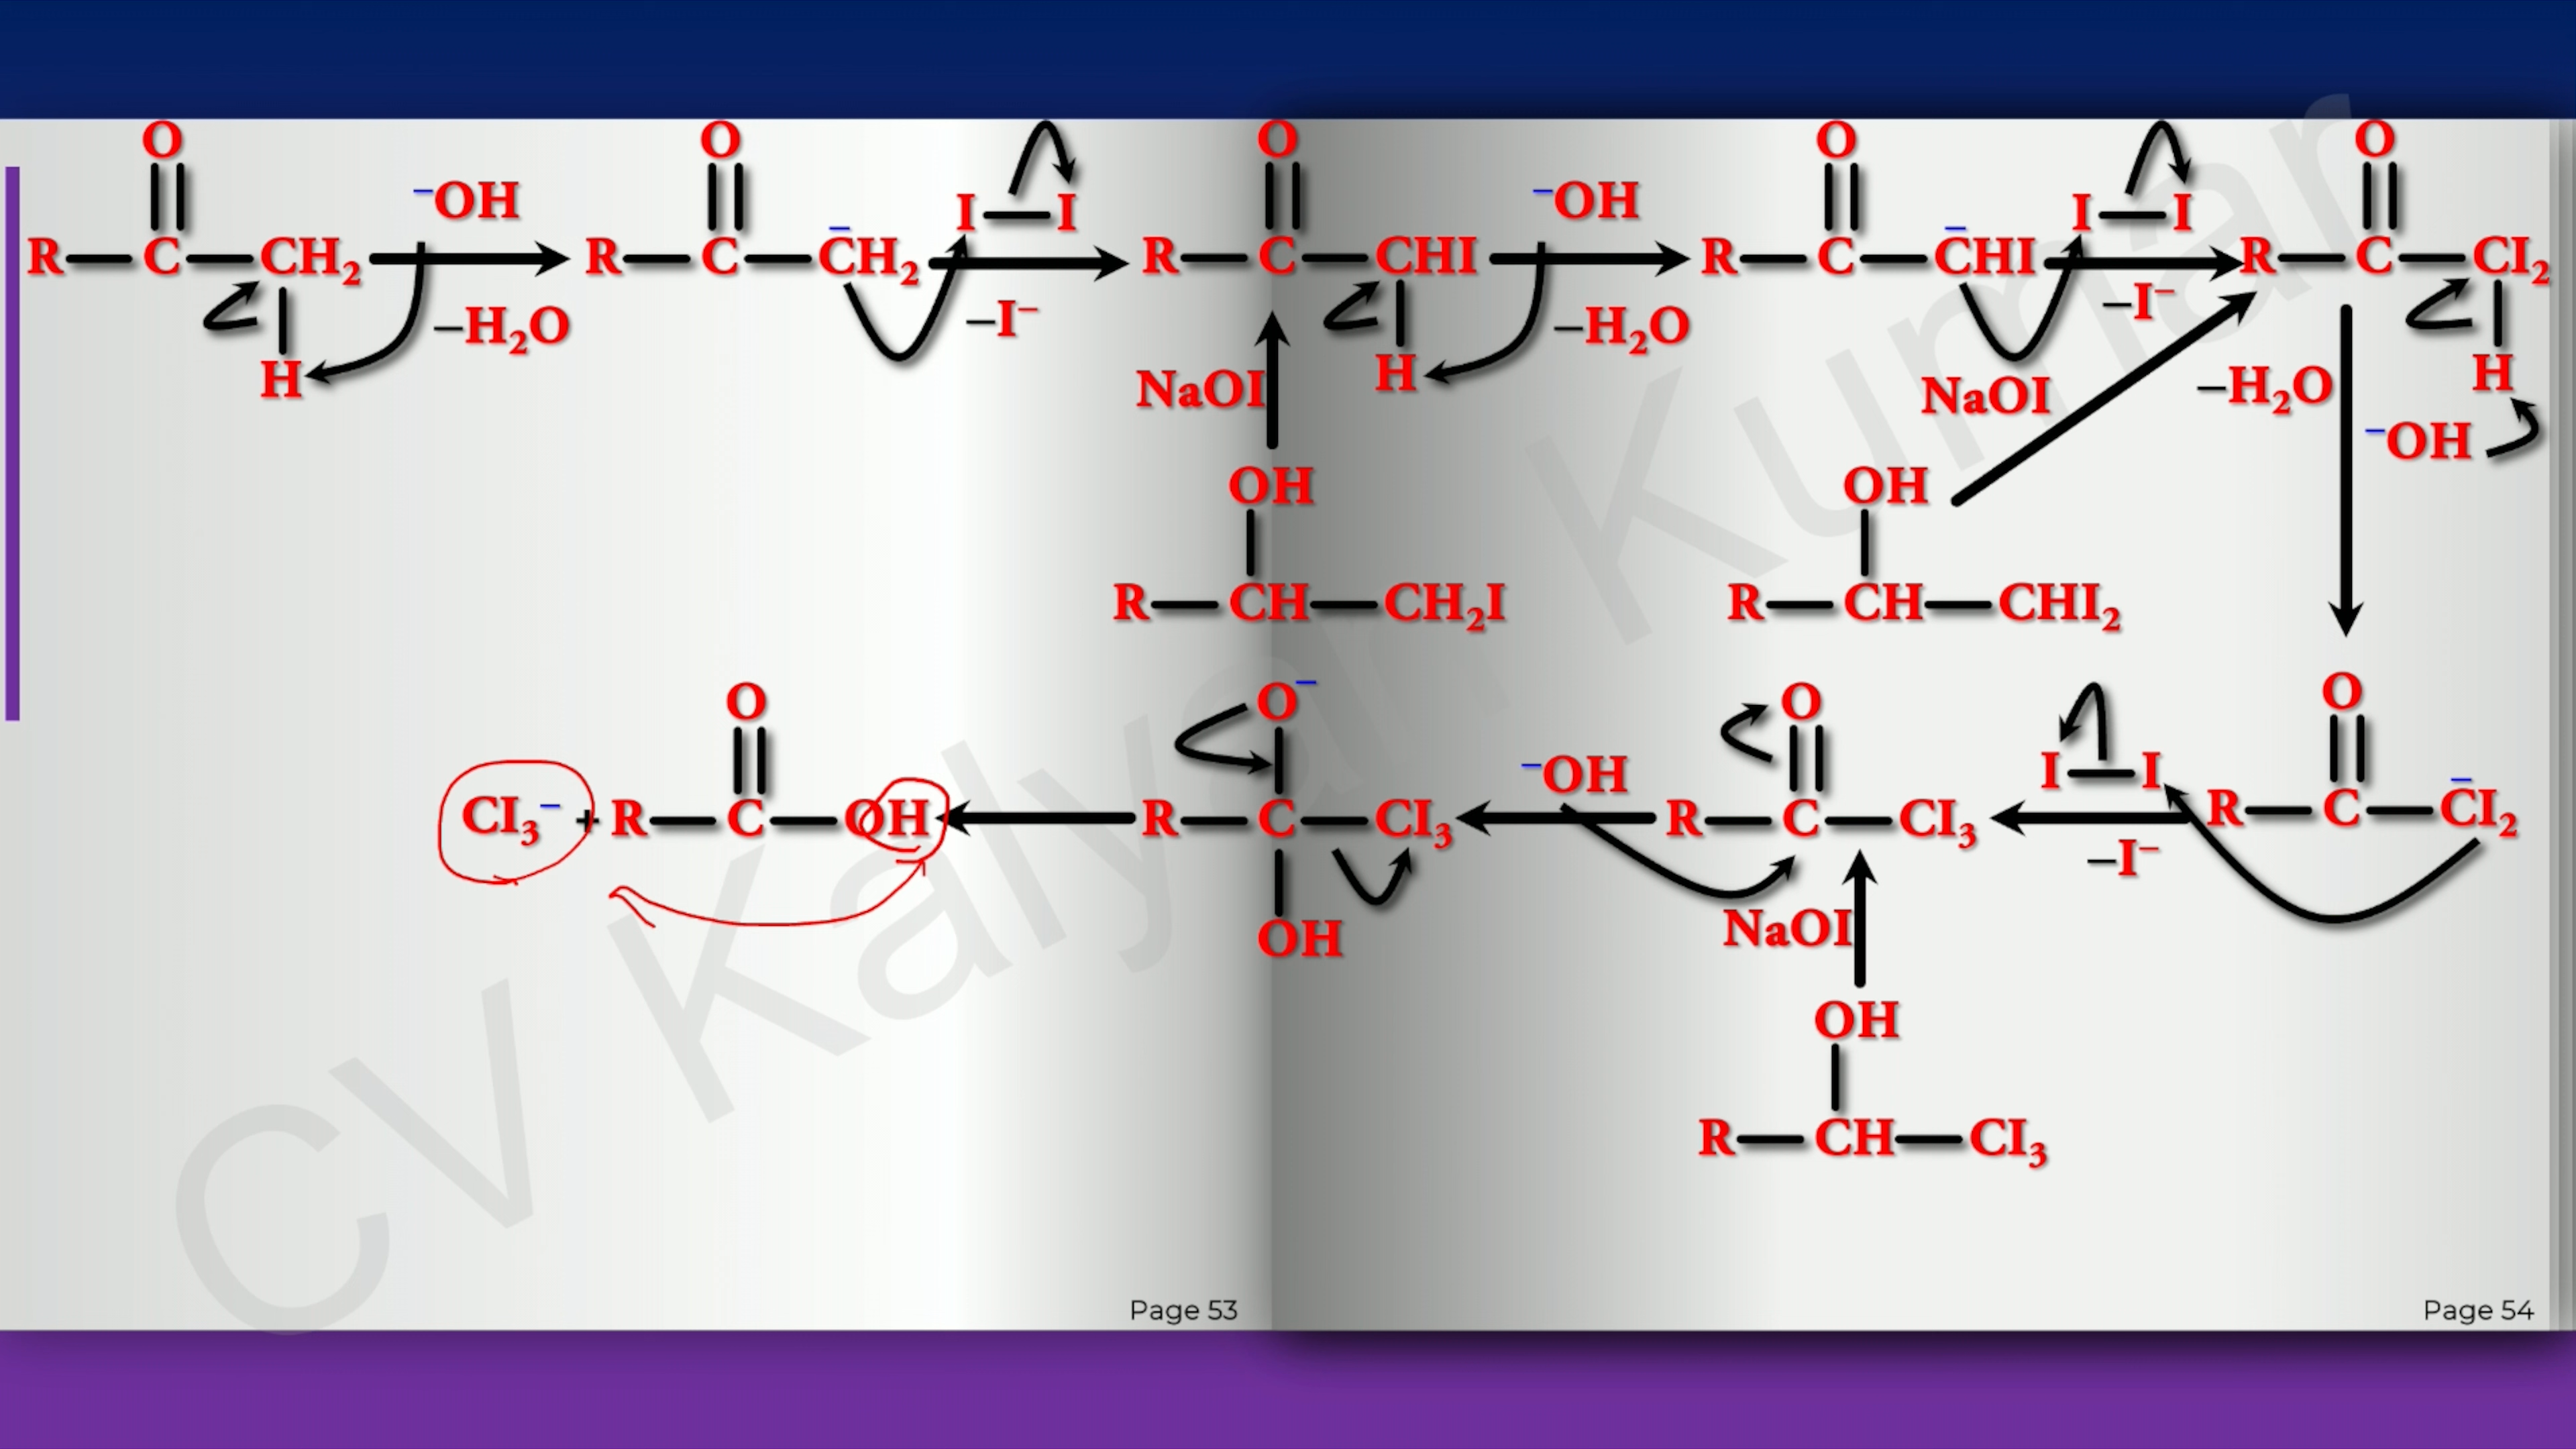 O O O O O
⁻OH I—I ⁻OH I—I
R—C—CH₂ R—C—C̄H₂ R—C—CHI R—C—C̄HI R—C—CI₂
–H₂O –I⁻ –H₂O –I⁻
H H H
NaOI NaOI –H₂O
⁻OH
OH OH
R—CH—CH₂I R—CH—CHI₂
O O⁻ O O
⁻OH I—I
CI₃⁻ + R—C—OH R—C—CI₃ R—C—CI₃ R—C—C̄I₂
–I⁻
OH NaOI
OH
R—CH—CI₃
CV Kalyan Kumar
Page 53 Page 54